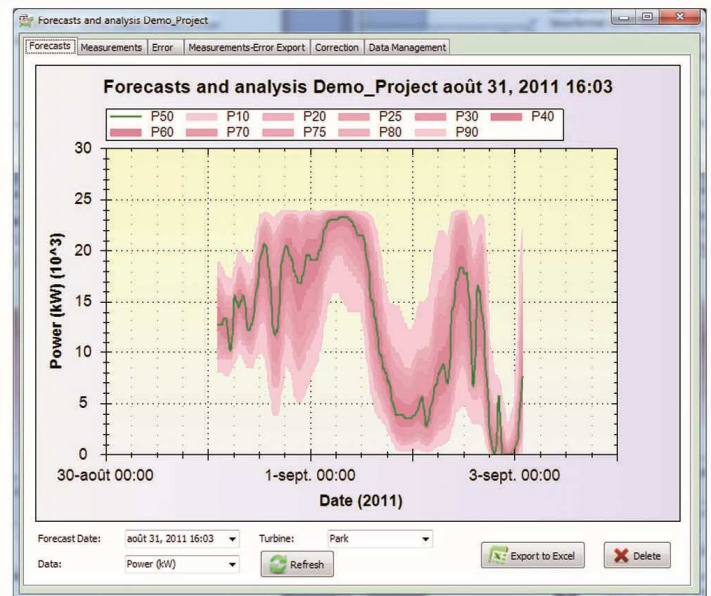 Forecasts and analysis Demo_Project
Forecasts Measurements Error Measurements-Error Export Correction Data Management
Forecasts and analysis Demo_Project août 31, 2011 16:03
P50 P10 P20 P25 P30 P40
P60 P70 P75 P80 P90
Power (kW) (10^3)
30
25
20
15
10
5
0
30-août 00:00 1-sept. 00:00 3-sept. 00:00
Date (2011)
Forecast Date: août 31, 2011 16:03 Turbine: Park
Data: Power (kW) Refresh Export to Excel Delete